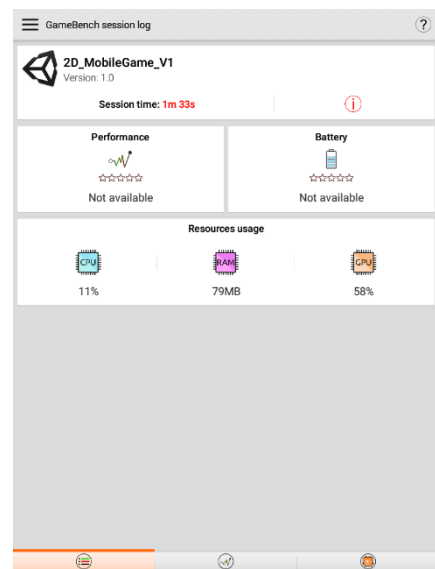 GameBench session log
?
2D_MobileGame_V1
Version: 1.0
Session time: 1m 33s
i
Performance
Battery
Not available
Not available
Resources usage
CPU
RAM
GPU
11%
79MB
58%